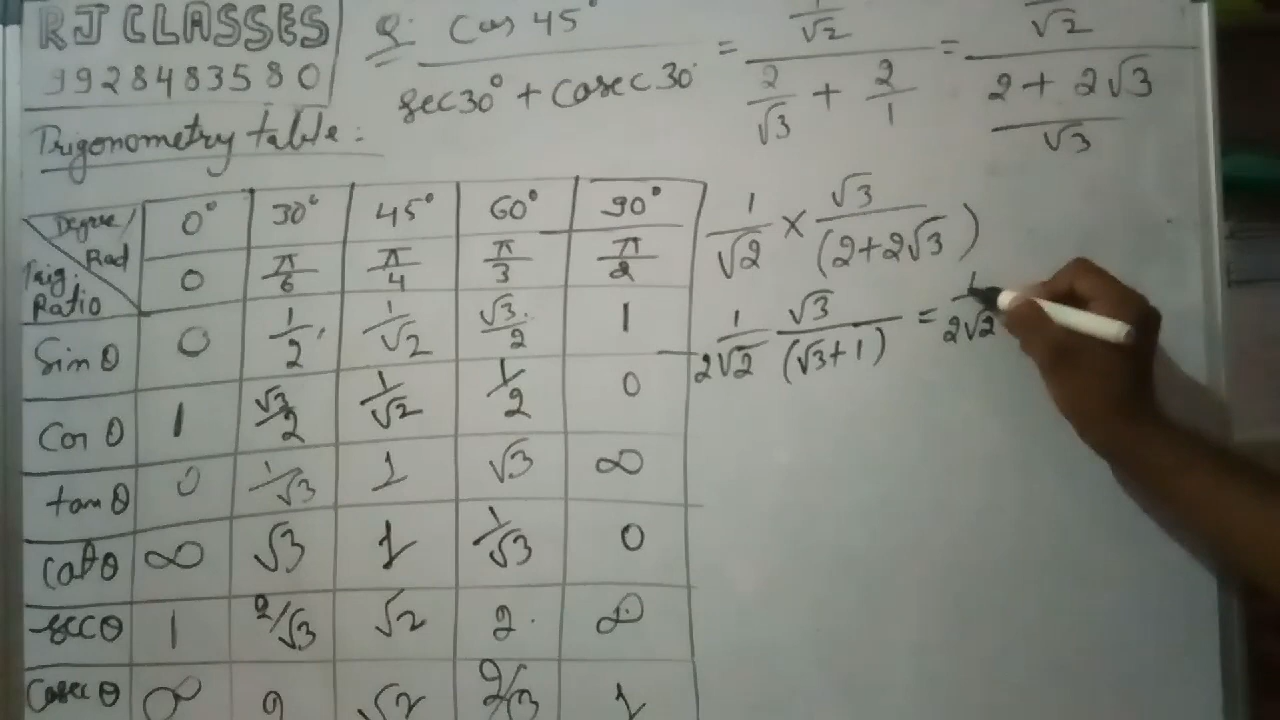 RJ CLASSES
9928483580
Trigonometry table:
Q. Cos 45° / sec30° + Cosec30° = 1/√2 / 2/√3 + 2/1 = √2 / 2 + 2√3 / √3
1/√2 × √3/(2+2√3)
1/2√2 √3/(√3+1) = 1/2√2
Degree/Rad Trig. Ratio 0° 30° 45° 60° 90°
0 π/6 π/4 π/3 π/2
Sin θ 0 1/2 1/√2 √3/2 1
Cos θ 1 √3/2 1/√2 1/2 0
tan θ 0 1/√3 1 √3 ∞
Cot θ ∞ √3 1 1/√3 0
sec θ 1 2/√3 √2 2 ∞
Cosec θ ∞ 2 √2 2/√3 1